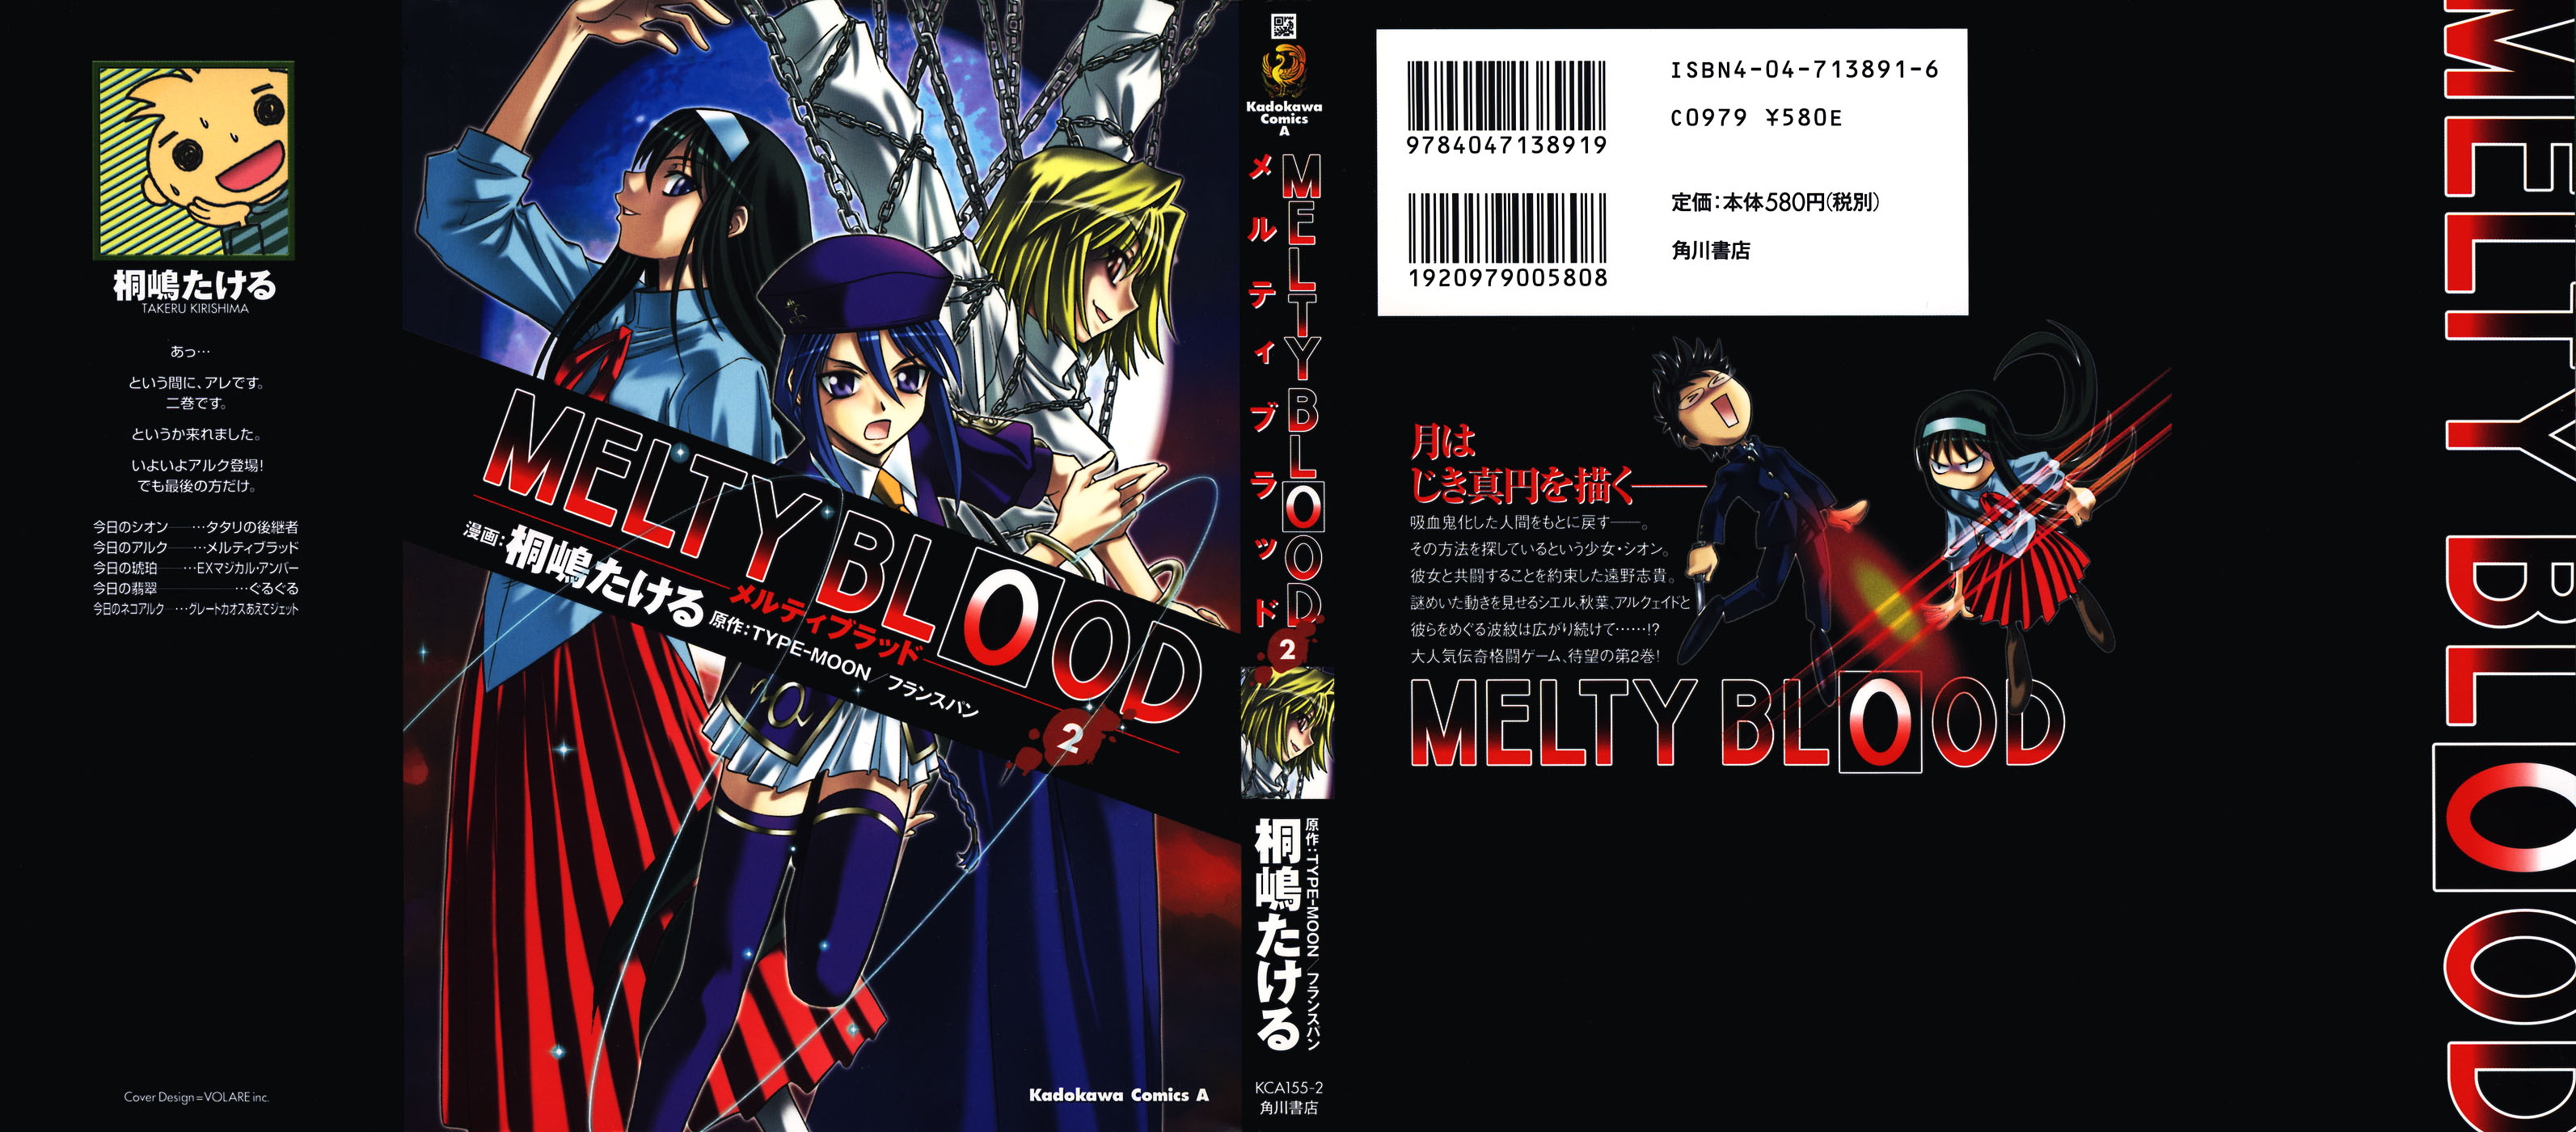 桐嶋たける
TAKERU KIRISHIMA
あっ…
という間に、アレです。
二巻です。
というか来れました。
いよいよアルク登場!
でも最後の方だけ。
今日のシオン――…タタリの後継者
今日のアルク――…メルティブラッド
今日の琥珀――…EXマジカル・アンバー
今日の翡翠――――…ぐるぐる
今日のネコアルク―…グレートカオスあえてジェット
Cover Design=VOLARE inc.
MELTY BLOOD
メルティブラッド
漫画:桐嶋たける
原作:TYPE-MOON/フランスパン
2
Kadokawa Comics A
Kadokawa
Comics
A
MELTY BLOOD
メルティブラッド
2
原作:TYPE-MOON/フランスパン
桐嶋たける
KCA155-2
角川書店
ISBN4-04-713891-6
C0979 ¥580E
9784047138919
定価:本体580円(税別)
角川書店
1920979005808
月は
じき真円を描く――
吸血鬼化した人間をもとに戻す――。
その方法を探しているという少女・シオン。
彼女と共闘することを約束した遠野志貴。
謎めいた動きを見せるシエル、秋葉、アルクェイドと
彼らをめぐる波紋は広がり続けて……!?
大人気伝奇格闘ゲーム、待望の第2巻!
MELTY BLOOD
MELTY BLOOD